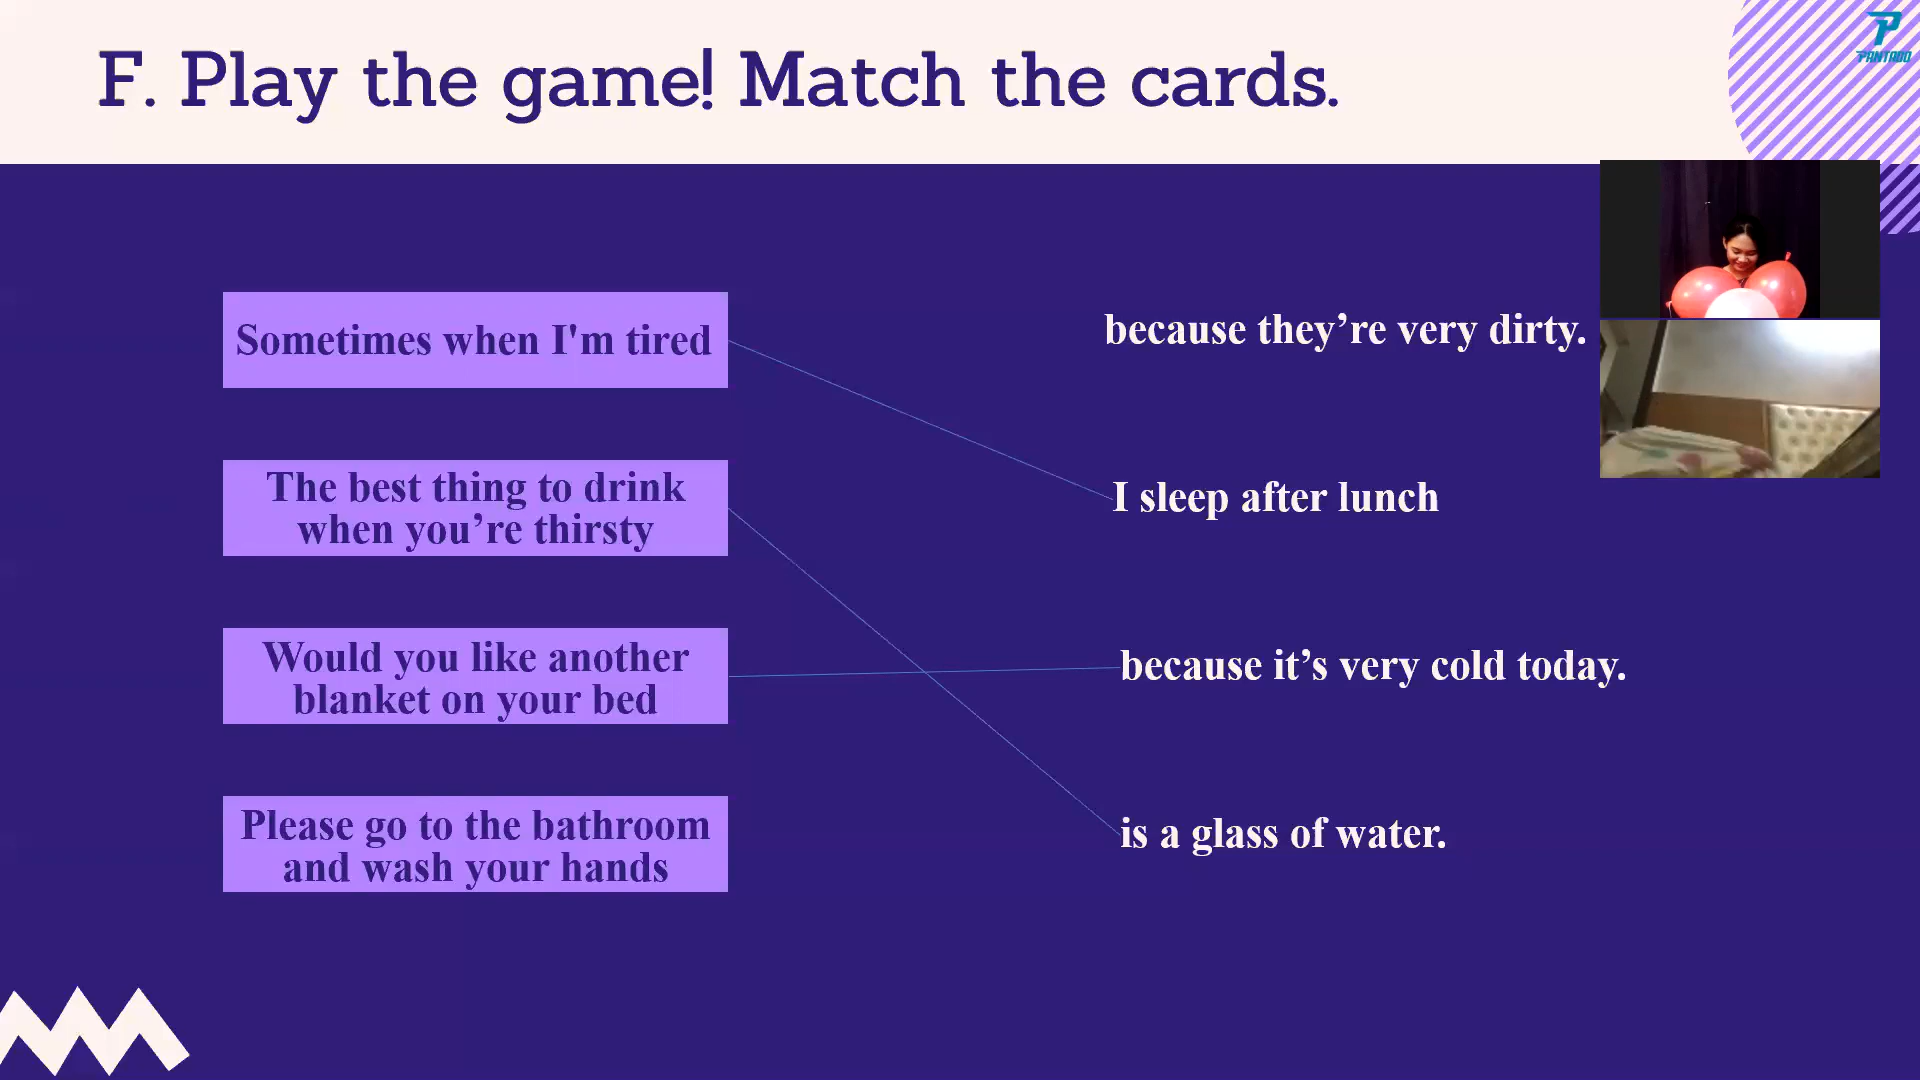 F. Play the game! Match the cards.
PANTADO
Sometimes when I'm tired
because they’re very dirty.
The best thing to drink
when you’re thirsty
I sleep after lunch
Would you like another
blanket on your bed
because it’s very cold today.
Please go to the bathroom
and wash your hands
is a glass of water.